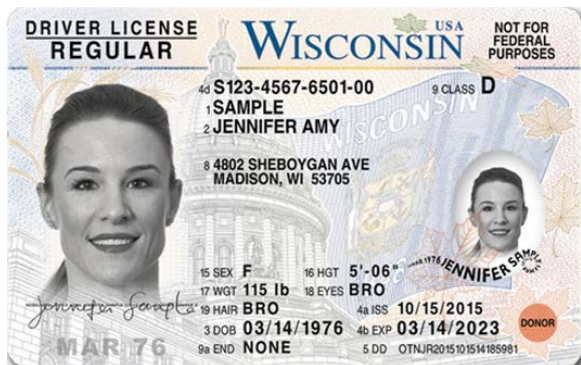 DRIVER LICENSE
REGULAR
WISCONSIN USA
NOT FOR
FEDERAL
PURPOSES
4d S123-4567-6501-00
9 CLASS D
1 SAMPLE
2 JENNIFER AMY
8 4802 SHEBOYGAN AVE
MADISON, WI 53705
WISCONSIN
15 SEX F 16 HGT 5'-06"
17 WGT 115 lb 18 EYES BRO
19 HAIR BRO 4a ISS 10/15/2015
3 DOB 03/14/1976 4b EXP 03/14/2023
9a END NONE 5 DD OTNJR2015101514185981
JENNIFER SAMPLE
Jennifer Sample
MAR 76
DONOR